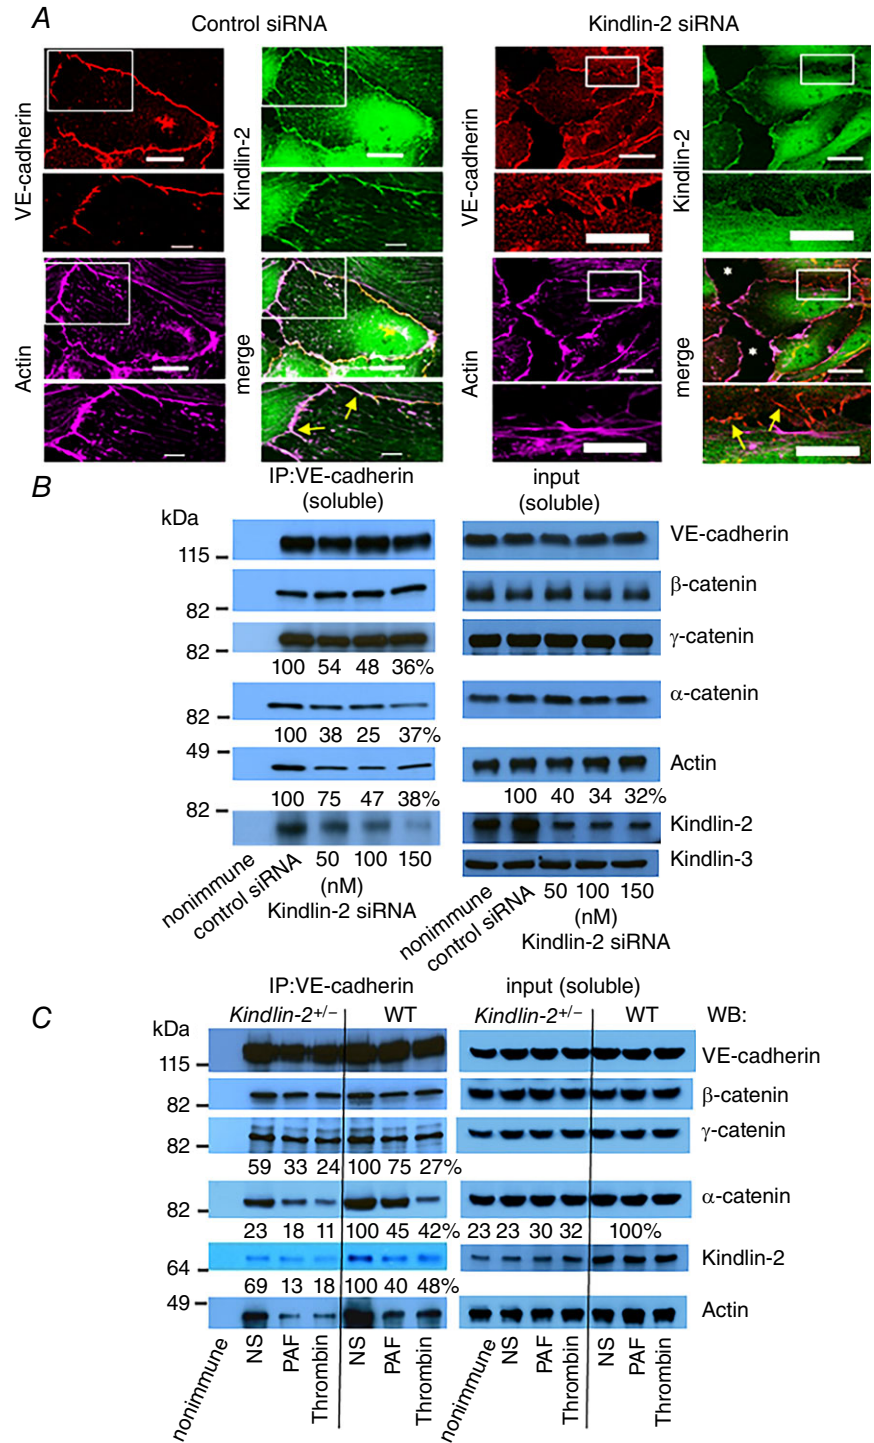 A
Control siRNA
Kindlin-2 siRNA
VE-cadherin
Kindlin-2
VE-cadherin
Kindlin-2
Actin
merge
Actin
merge
*
*
B
IP:VE-cadherin
(soluble)
input
(soluble)
kDa
115
VE-cadherin
82
β-catenin
82
γ-catenin
100 54 48 36%
82
α-catenin
100 38 25 37%
49
Actin
100 75 47 38%
100 40 34 32%
82
Kindlin-2
Kindlin-3
nonimmune
control siRNA
50 100 150
(nM)
Kindlin-2 siRNA
nonimmune
control siRNA
50 100 150
(nM)
Kindlin-2 siRNA
C
IP:VE-cadherin
input (soluble)
Kindlin-2+/− WT
Kindlin-2+/− WT
WB:
kDa
115
VE-cadherin
82
β-catenin
82
γ-catenin
59 33 24 100 75 27%
82
α-catenin
23 18 11 100 45 42%
23 23 30 32 100%
64
Kindlin-2
69 13 18 100 40 48%
49
Actin
nonimmune
NS
PAF
Thrombin
NS
PAF
Thrombin
nonimmune
NS
PAF
Thrombin
NS
PAF
Thrombin